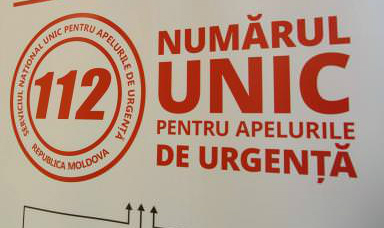 SERVICIUL NAȚIONAL UNIC PENTRU APELURILE DE URGENȚĂ
112
REPUBLICA MOLDOVA
NUMĂRUL
UNIC
PENTRU APELURILE
DE URGENȚĂ